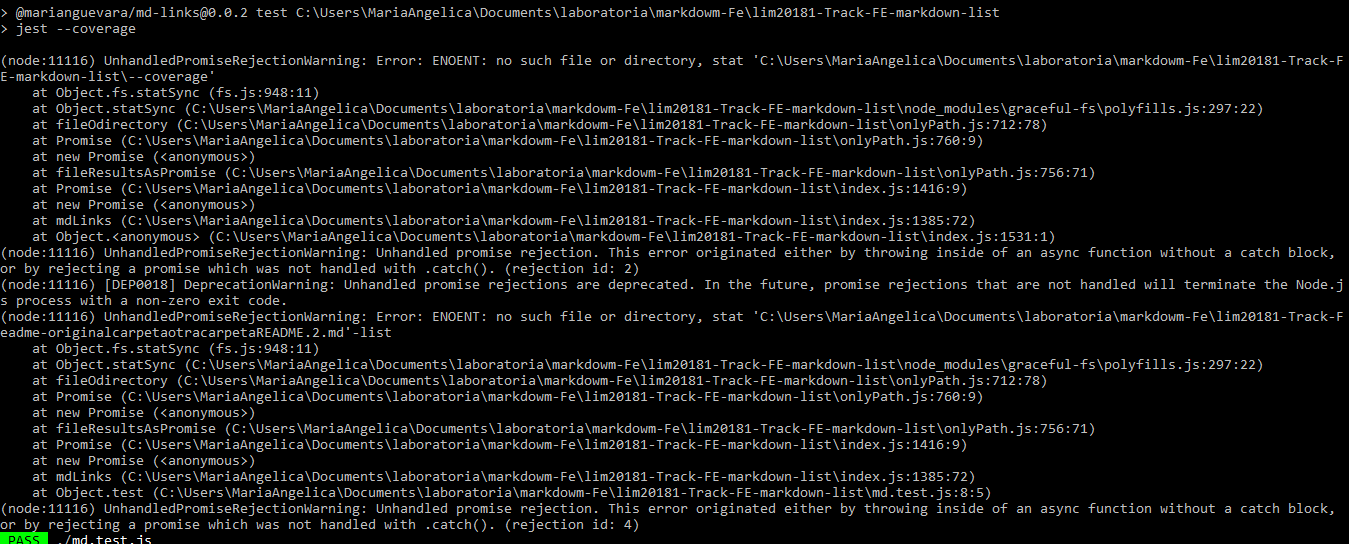 > @marianguevara/md-links@0.0.2 test C:\Users\MariaAngelica\Documents\laboratoria\markdowm-Fe\lim20181-Track-FE-markdown-list
> jest --coverage
(node:11116) UnhandledPromiseRejectionWarning: Error: ENOENT: no such file or directory, stat 'C:\Users\MariaAngelica\Documents\laboratoria\markdowm-Fe\lim20181-Track-F
E-markdown-list\--coverage'
at Object.fs.statSync (fs.js:948:11)
at Object.statSync (C:\Users\MariaAngelica\Documents\laboratoria\markdowm-Fe\lim20181-Track-FE-markdown-list\node_modules\graceful-fs\polyfills.js:297:22)
at fileOdirectory (C:\Users\MariaAngelica\Documents\laboratoria\markdowm-Fe\lim20181-Track-FE-markdown-list\onlyPath.js:712:78)
at Promise (C:\Users\MariaAngelica\Documents\laboratoria\markdowm-Fe\lim20181-Track-FE-markdown-list\onlyPath.js:760:9)
at new Promise (<anonymous>)
at fileResultsAsPromise (C:\Users\MariaAngelica\Documents\laboratoria\markdowm-Fe\lim20181-Track-FE-markdown-list\onlyPath.js:756:71)
at Promise (C:\Users\MariaAngelica\Documents\laboratoria\markdowm-Fe\lim20181-Track-FE-markdown-list\index.js:1416:9)
at new Promise (<anonymous>)
at mdLinks (C:\Users\MariaAngelica\Documents\laboratoria\markdowm-Fe\lim20181-Track-FE-markdown-list\index.js:1385:72)
at Object.<anonymous> (C:\Users\MariaAngelica\Documents\laboratoria\markdowm-Fe\lim20181-Track-FE-markdown-list\index.js:1531:1)
(node:11116) UnhandledPromiseRejectionWarning: Unhandled promise rejection. This error originated either by throwing inside of an async function without a catch block,
or by rejecting a promise which was not handled with .catch(). (rejection id: 2)
(node:11116) [DEP0018] DeprecationWarning: Unhandled promise rejections are deprecated. In the future, promise rejections that are not handled will terminate the Node.j
s process with a non-zero exit code.
(node:11116) UnhandledPromiseRejectionWarning: Error: ENOENT: no such file or directory, stat 'C:\Users\MariaAngelica\Documents\laboratoria\markdowm-Fe\lim20181-Track-F
eadme-originalcarpetaotracarpetaREADME.2.md'-list
at Object.fs.statSync (fs.js:948:11)
at Object.statSync (C:\Users\MariaAngelica\Documents\laboratoria\markdowm-Fe\lim20181-Track-FE-markdown-list\node_modules\graceful-fs\polyfills.js:297:22)
at fileOdirectory (C:\Users\MariaAngelica\Documents\laboratoria\markdowm-Fe\lim20181-Track-FE-markdown-list\onlyPath.js:712:78)
at Promise (C:\Users\MariaAngelica\Documents\laboratoria\markdowm-Fe\lim20181-Track-FE-markdown-list\onlyPath.js:760:9)
at new Promise (<anonymous>)
at fileResultsAsPromise (C:\Users\MariaAngelica\Documents\laboratoria\markdowm-Fe\lim20181-Track-FE-markdown-list\onlyPath.js:756:71)
at Promise (C:\Users\MariaAngelica\Documents\laboratoria\markdowm-Fe\lim20181-Track-FE-markdown-list\index.js:1416:9)
at new Promise (<anonymous>)
at mdLinks (C:\Users\MariaAngelica\Documents\laboratoria\markdowm-Fe\lim20181-Track-FE-markdown-list\index.js:1385:72)
at Object.test (C:\Users\MariaAngelica\Documents\laboratoria\markdowm-Fe\lim20181-Track-FE-markdown-list\md.test.js:8:5)
(node:11116) UnhandledPromiseRejectionWarning: Unhandled promise rejection. This error originated either by throwing inside of an async function without a catch block,
or by rejecting a promise which was not handled with .catch(). (rejection id: 4)
PASS ./md.test.js